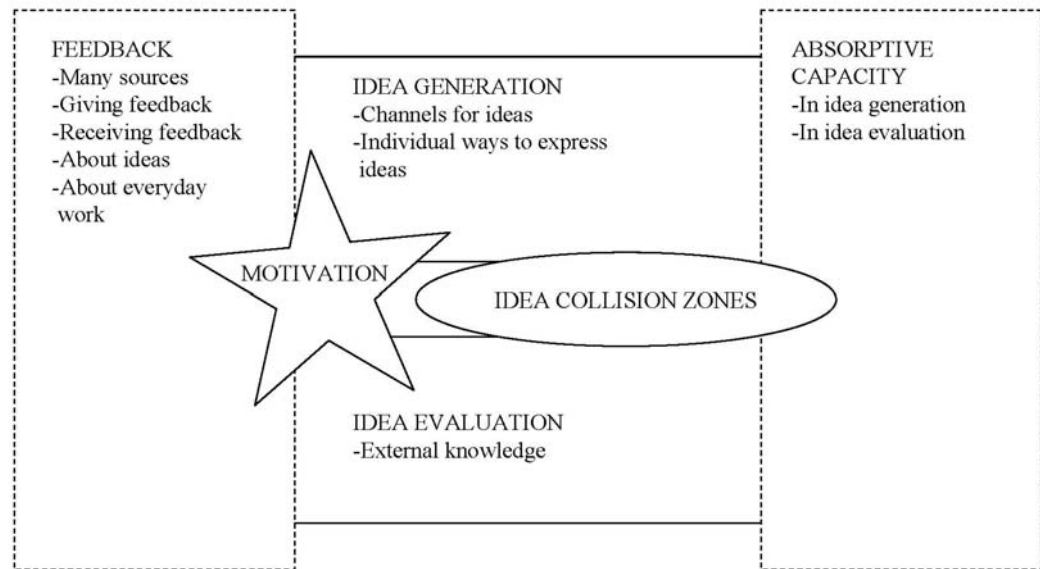 FEEDBACK
-Many sources
-Giving feedback
-Receiving feedback
-About ideas
-About everyday
work
IDEA GENERATION
-Channels for ideas
-Individual ways to express
ideas
MOTIVATION
IDEA COLLISION ZONES
IDEA EVALUATION
-External knowledge
ABSORPTIVE
CAPACITY
-In idea generation
-In idea evaluation